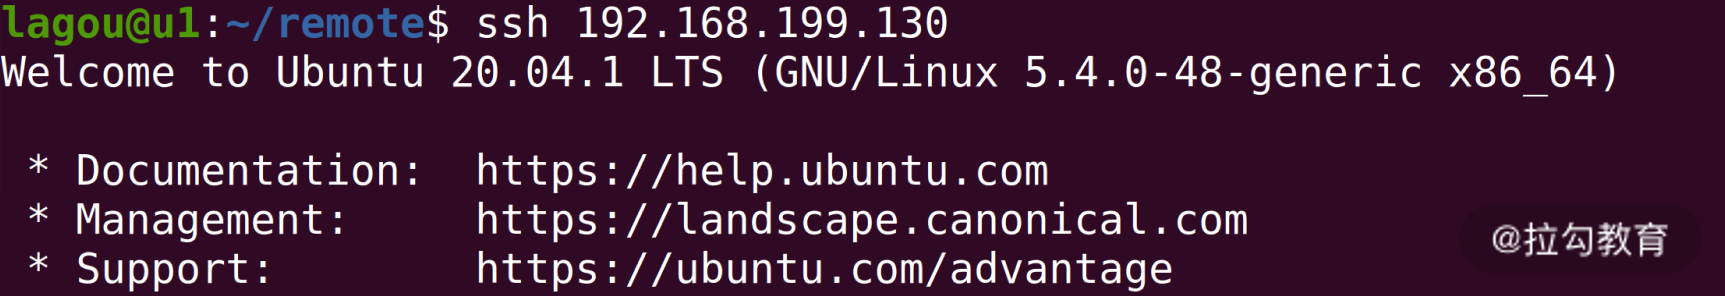 lagou@u1:~/remote$ ssh 192.168.199.130
Welcome to Ubuntu 20.04.1 LTS (GNU/Linux 5.4.0-48-generic x86_64)
* Documentation:  https://help.ubuntu.com
* Management:     https://landscape.canonical.com
* Support:        https://ubuntu.com/advantage
@拉勾教育